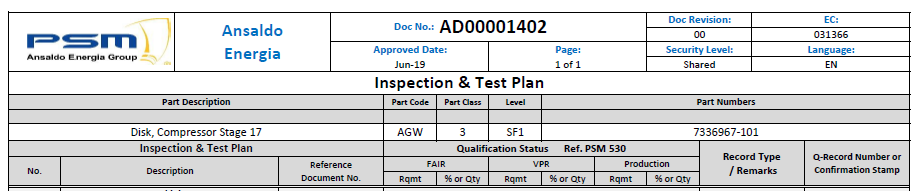 PSM
Ansaldo Energia Group
Ansaldo
Energia
Doc No.: AD00001402
Doc Revision:
00
EC:
031366
Approved Date:
Jun-19
Page:
1 of 1
Security Level:
Shared
Language:
EN
Inspection & Test Plan
Part Description Part Code Part Class Level Part Numbers
Disk, Compressor Stage 17 AGW 3 SF1 7336967-101
Inspection & Test Plan Qualification Status Ref. PSM 530
No. Description
Reference
Document No.
FAIR VPR Production
Rqmt % or Qty Rqmt % or Qty Rqmt % or Qty
Record Type
/ Remarks
Q-Record Number or
Confirmation Stamp